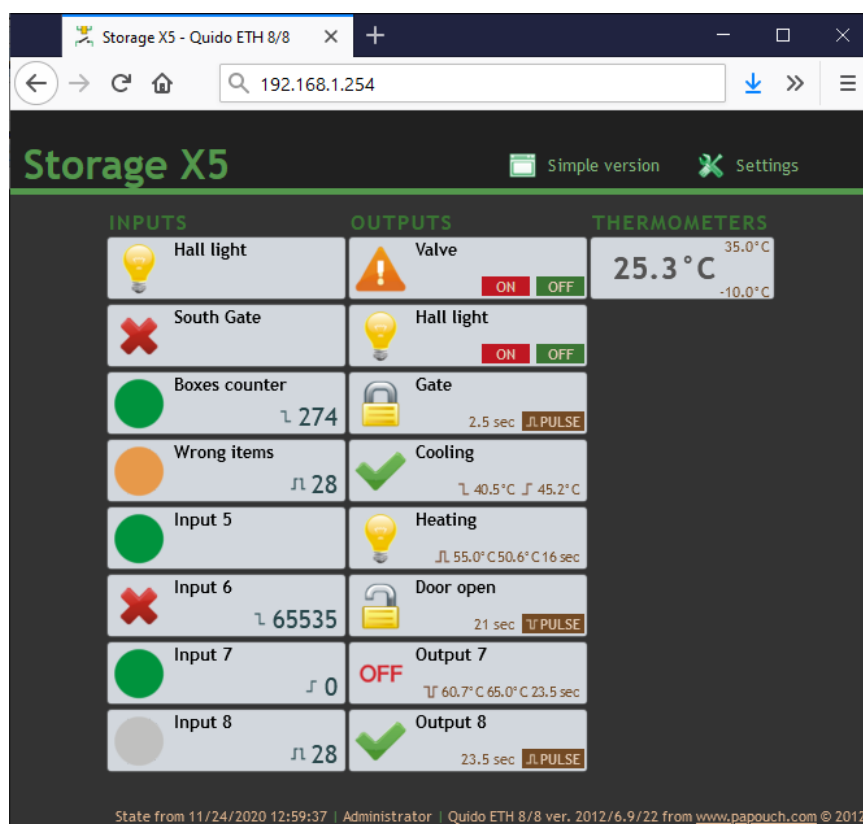 Storage X5 - Quido ETH 8/8
192.168.1.254
Storage X5
Simple version
Settings
INPUTS
Hall light
South Gate
Boxes counter
274
Wrong items
28
Input 5
Input 6
65535
Input 7
0
Input 8
28
OUTPUTS
Valve
ON OFF
Hall light
ON OFF
Gate
2.5 sec PULSE
Cooling
40.5°C 45.2°C
Heating
55.0°C 50.6°C 16 sec
Door open
21 sec PULSE
OFF
Output 7
60.7°C 65.0°C 23.5 sec
Output 8
23.5 sec PULSE
THERMOMETERS
35.0°C
25.3°C
-10.0°C
State from 11/24/2020 12:59:37 | Administrator | Quido ETH 8/8 ver. 2012/6.9/22 from www.papouch.com © 2012